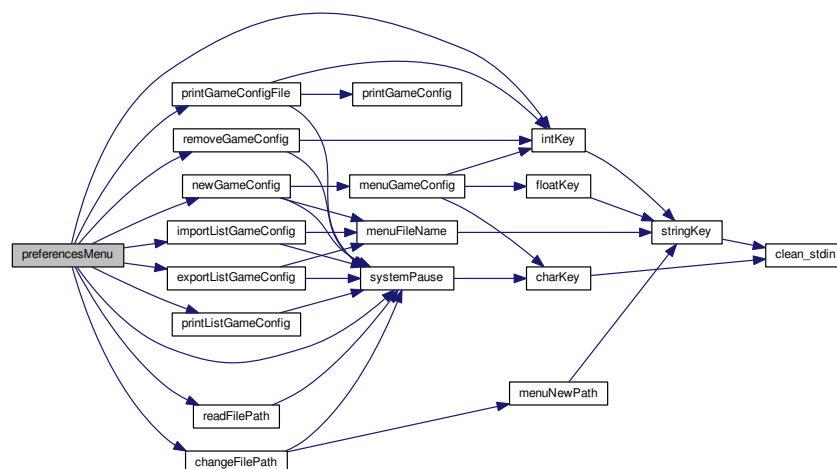 printGameConfigFile
printGameConfig
removeGameConfig
intKey
newGameConfig
menuGameConfig
floatKey
importListGameConfig
menuFileName
stringKey
preferencesMenu
clean_stdin
exportListGameConfig
systemPause
charKey
printListGameConfig
menuNewPath
readFilePath
changeFilePath